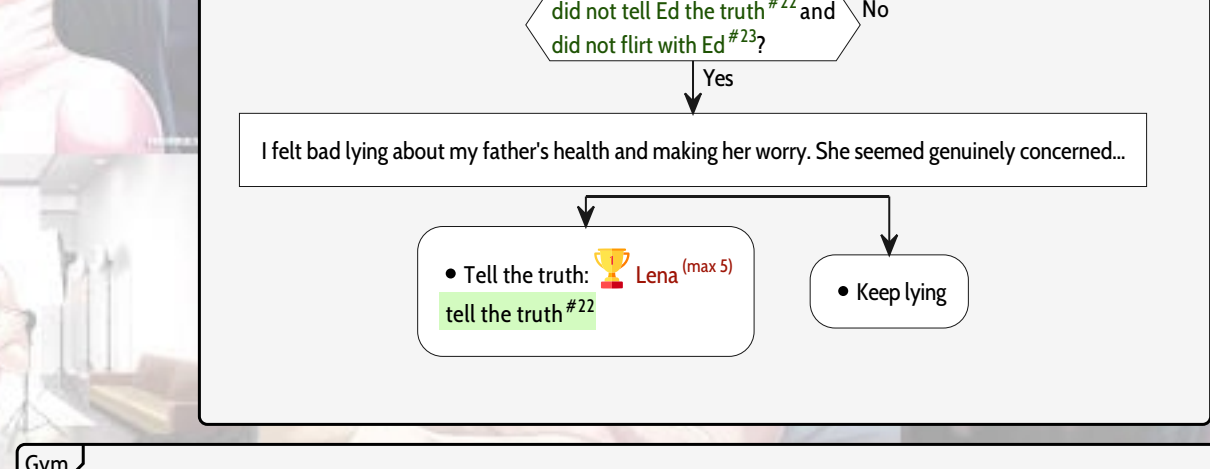 did not tell Ed the truth #22 and
No
did not flirt with Ed #23?
Yes
I felt bad lying about my father's health and making her worry. She seemed genuinely concerned...
• Tell the truth: 1 Lena (max 5)
tell the truth #22
• Keep lying
Gym